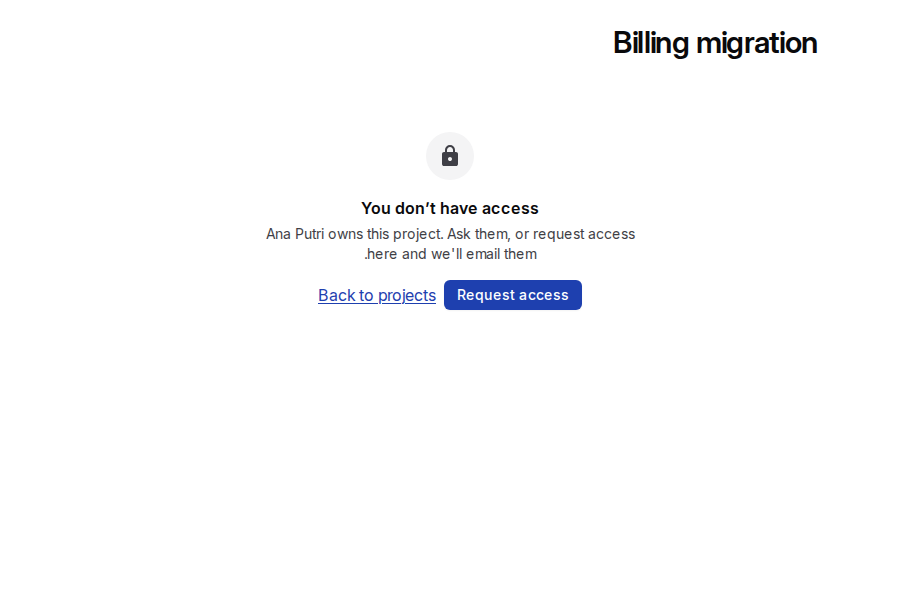 Billing migration
You don't have access
Ana Putri owns this project. Ask them, or request access
.here and we'll email them
Back to projects
Request access